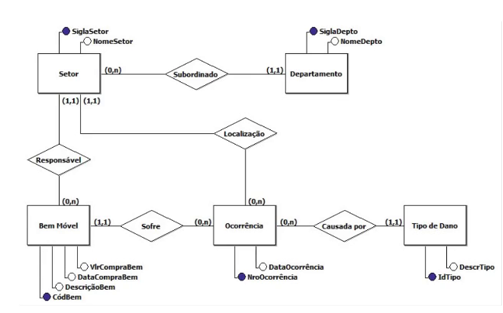 SiglaSetor
NomeSetor
SiglaDepto
NomeDepto
Setor
(0,n)
Subordinado
(1,1)
Departamento
(1,1)
(1,1)
Localização
Responsável
(0,n)
(0,n)
Bem Móvel
(1,1)
Sofre
(0,n)
Ocorrência
(0,n)
Causada por
(1,1)
Tipo de Dano
VlrCompraBem
DataCompraBem
DescriçãoBem
CódBem
DataOcorrência
NroOcorrência
DescrTipo
IdTipo